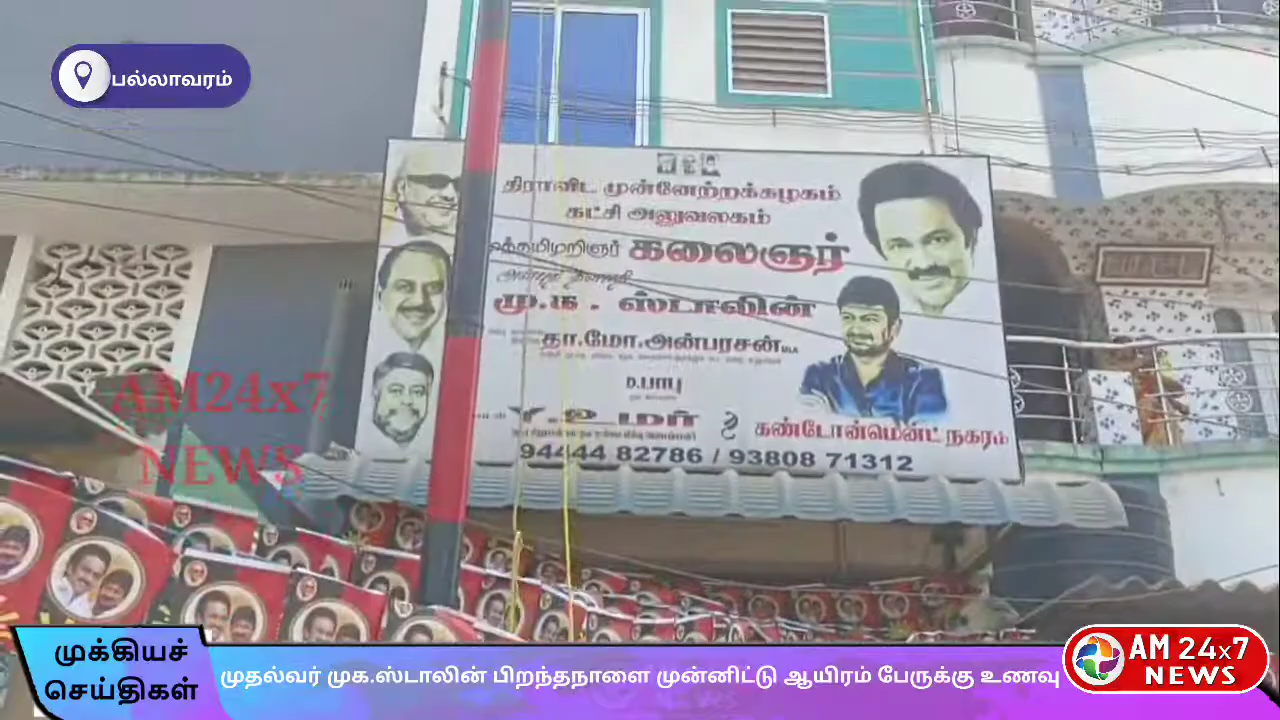 பல்லாவரம்
திராவிட முன்னேற்றக்கழகம்
கட்சி அலுவலகம்
கலைஞர்
மு.க. ஸ்டாலின்
தா.மோ.அன்பரசன்
D.பாபு
கண்டோன்மென்ட் நகரம்
94444 82786 / 93808 71312
AM24x7
NEWS
முக்கியச்
செய்திகள்
முதல்வர் முக.ஸ்டாலின் பிறந்தநாளை முன்னிட்டு ஆயிரம் பேருக்கு உணவு
AM 24x7
NEWS